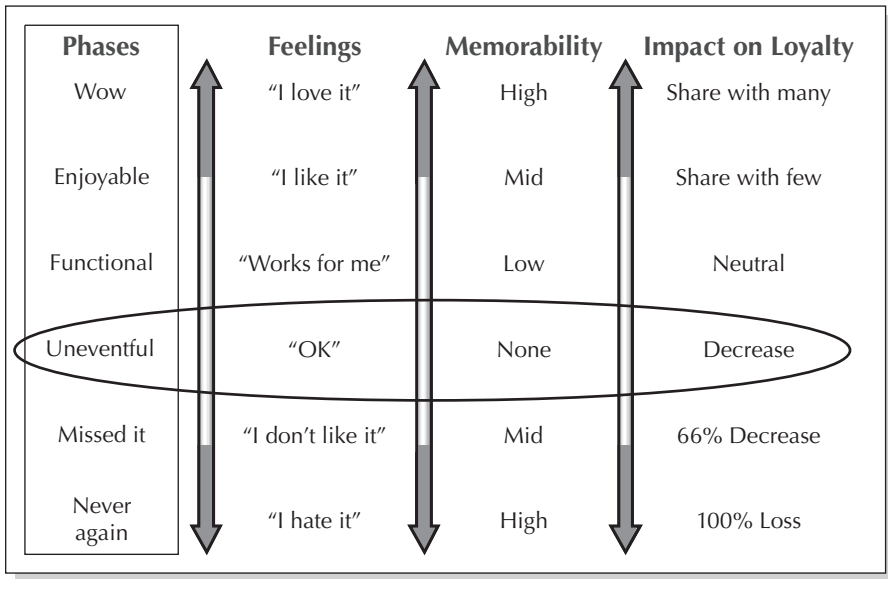 Phases Feelings Memorability Impact on Loyalty
Wow “I love it” High Share with many
Enjoyable “I like it” Mid Share with few
Functional “Works for me” Low Neutral
Uneventful “OK” None Decrease
Missed it “I don’t like it” Mid 66% Decrease
Never
again “I hate it” High 100% Loss